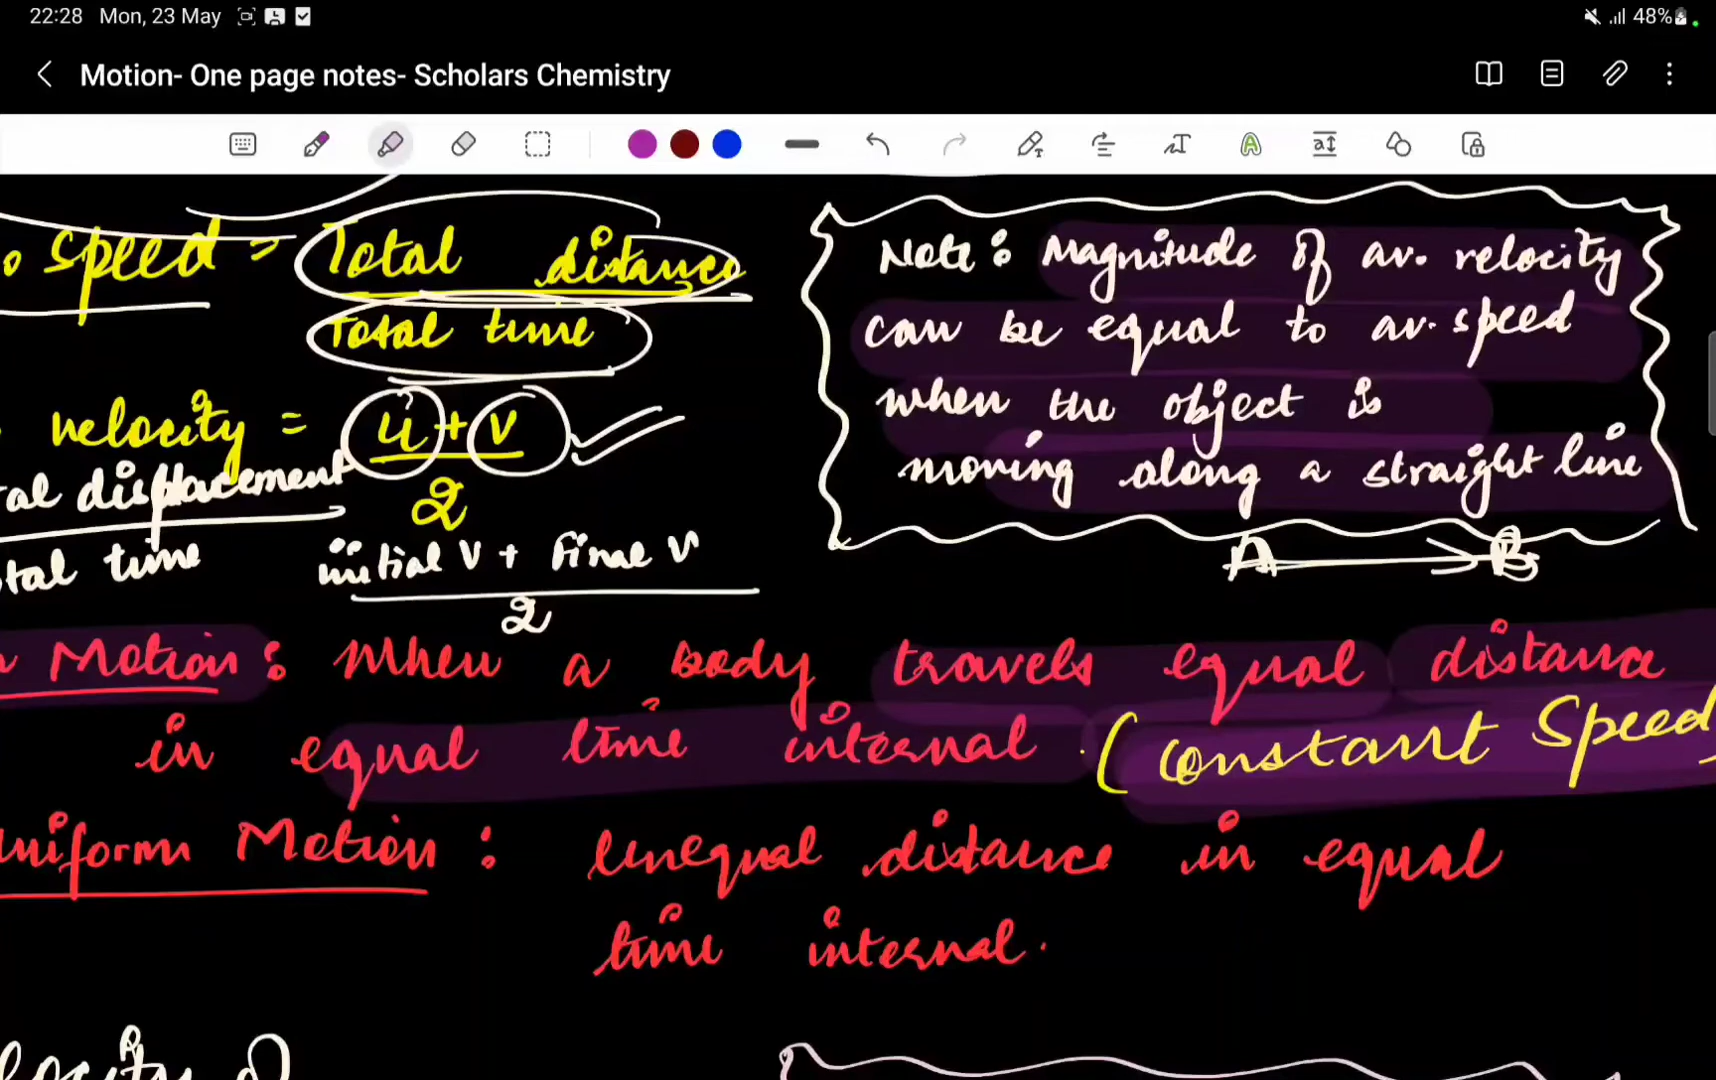 22:28 Mon, 23 May
48%
Motion- One page notes- Scholars Chemistry
speed = Total distance
Total time
velocity = u + v
2
displacement
time
initial v + final v
2
Note: Magnitude of av. velocity
can be equal to av. speed
when the object is
moving along a straight line
A B
Motion: When a body travels equal distance
in equal time interval. (constant Speed)
uniform Motion: Unequal distance in equal
time interval.